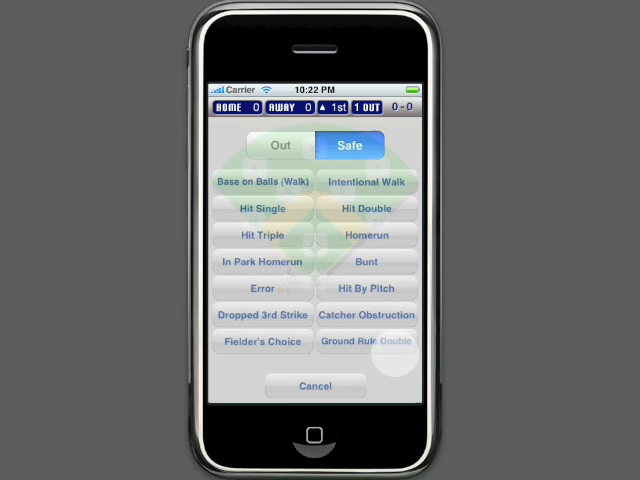 Carrier 10:22 PM
HOME 0 AWAY 0 ▲ 1st 1 OUT 0 - 0
Out Safe
Base on Balls (Walk) Intentional Walk
Hit Single Hit Double
Hit Triple Homerun
In Park Homerun Bunt
Error Hit By Pitch
Dropped 3rd Strike Catcher Obstruction
Fielder's Choice Ground Rule Double
Cancel